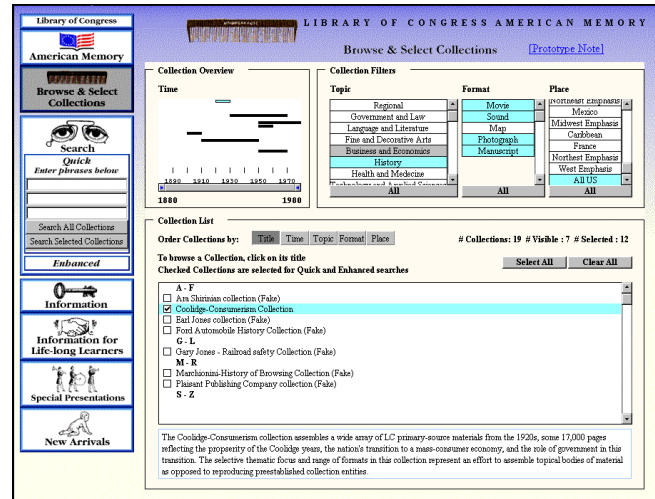 Library of Congress
American Memory
Browse & Select
Collections
Search
Quick
Enter phrases below
Search All Collections
Search Selected Collections
Enhanced
Information
Information for
Life-long Learners
Special Presentations
New Arrivals
LIBRARY OF CONGRESS AMERICAN MEMORY
Browse & Select Collections
[Prototype Note]
Collection Overview
Time
1890 1910 1930 1950 1970
1880 1980
Collection Filters
Topic
Regional
Government and Law
Language and Literature
Fine and Decorative Arts
Business and Economics
History
Health and Medecine
Technology and Applied Sciences
All
Format
Movie
Sound
Map
Photograph
Manuscript
All
Place
Northeast Emphasis
Mexico
Midwest Emphasis
Caribbean
France
Northest Emphasis
West Emphasis
All US
All
Collection List
Order Collections by: Title Time Topic Format Place
# Collections: 19 # Visible : 7 # Selected : 12
To browse a Collection, click on its title
Checked Collections are selected for Quick and Enhanced searches
Select All Clear All
A - F
Ara Shirinian collection (Fake)
Coolidge-Consumerism Collection
Earl Jones collection (Fake)
Ford Automobile History Collection (Fake)
G - L
Gary Jones - Railroad safety Collection (Fake)
M - R
Marchionini-History of Browsing Collection (Fake)
Plaisant Publishing Company collection (Fake)
S - Z
The Coolidge-Consumerism collection assembles a wide array of LC primary-source materials from the 1920s, some 17,000 pages
reflecting the propserity of the Coolidge years, the nation's transition to a mass-consumer economy, and the role of government in this
transition. The selective thematic focus and range of formats in this collection represent an effort to assemble topical bodies of material
as opposed to reproducing preestablished collection entities.